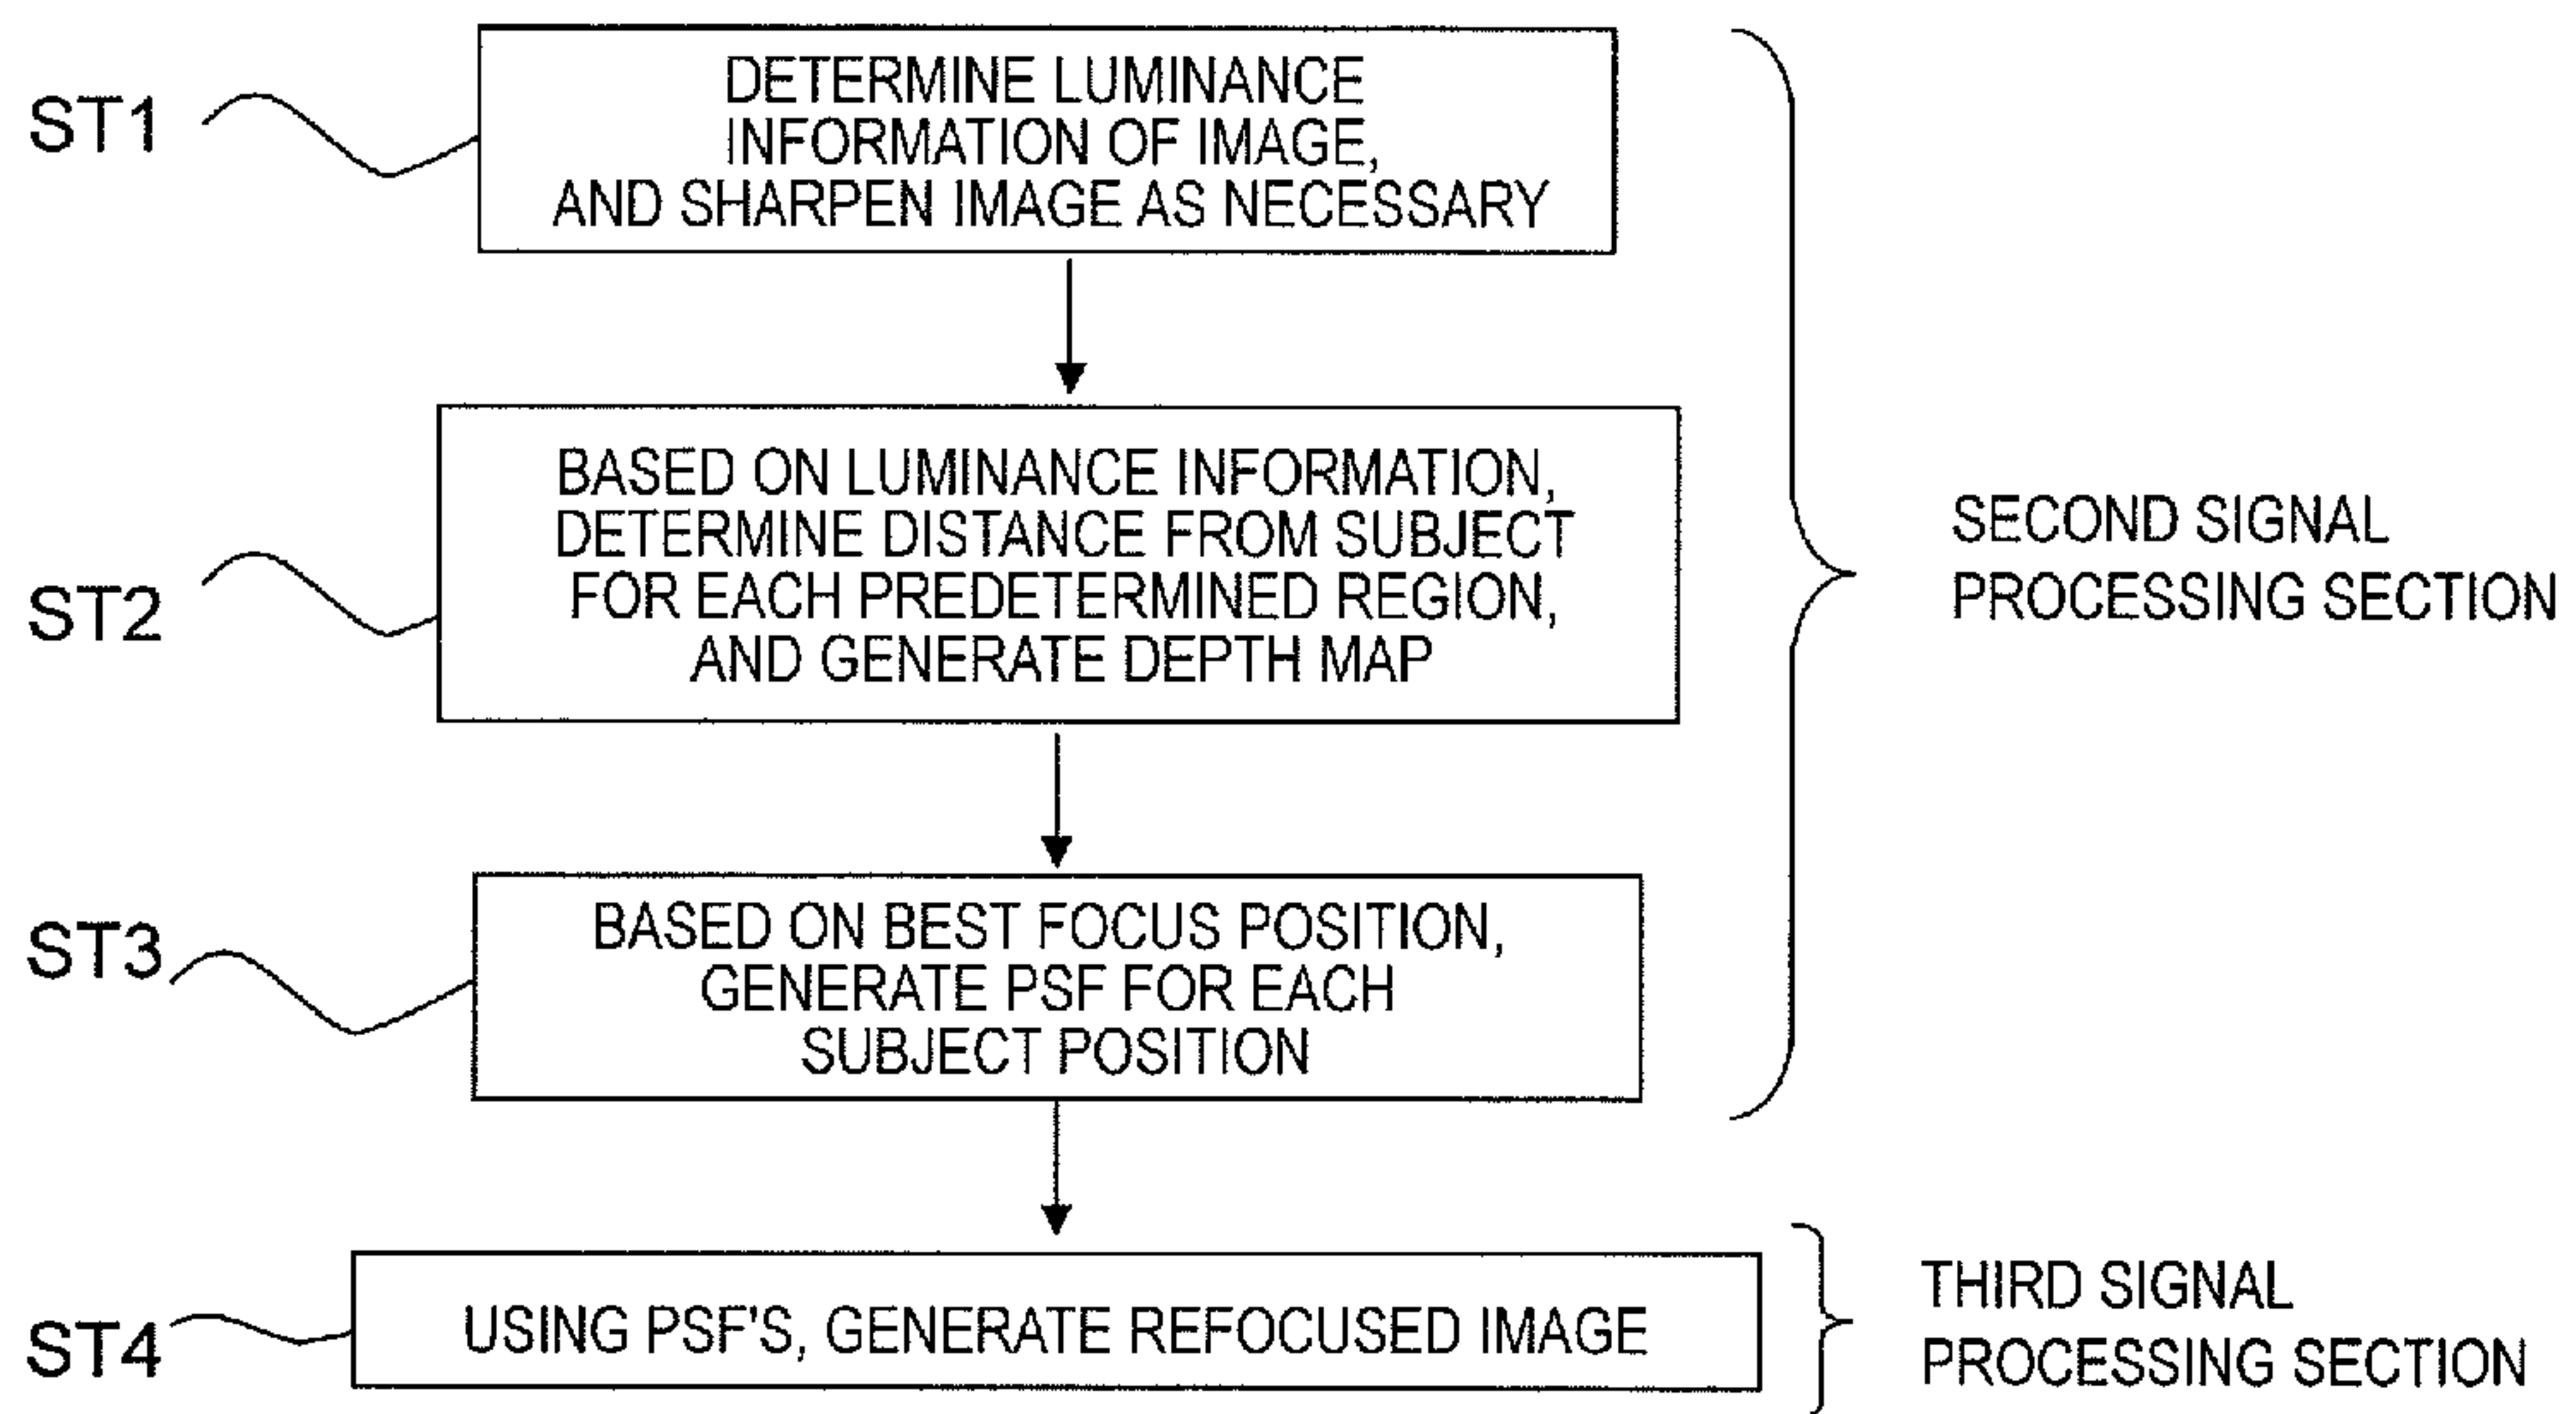 ST1
DETERMINE LUMINANCE
INFORMATION OF IMAGE,
AND SHARPEN IMAGE AS NECESSARY
ST2
BASED ON LUMINANCE INFORMATION,
DETERMINE DISTANCE FROM SUBJECT
FOR EACH PREDETERMINED REGION,
AND GENERATE DEPTH MAP
SECOND SIGNAL
PROCESSING SECTION
ST3
BASED ON BEST FOCUS POSITION,
GENERATE PSF FOR EACH
SUBJECT POSITION
ST4
USING PSF'S, GENERATE REFOCUSED IMAGE
THIRD SIGNAL
PROCESSING SECTION